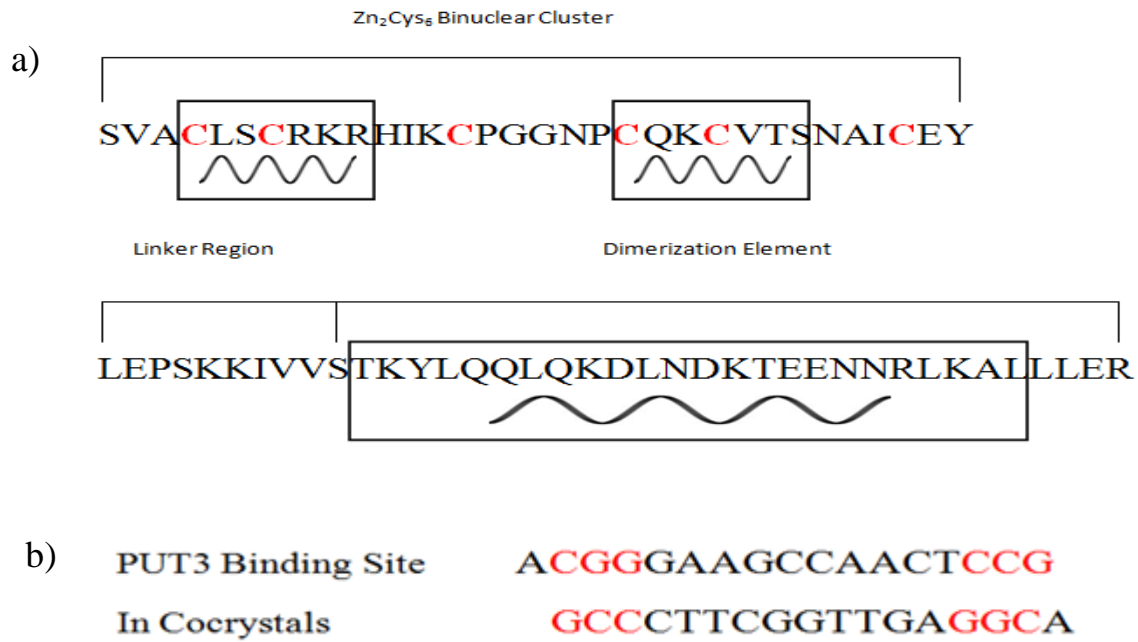 Zn₂Cys₆ Binuclear Cluster
a)
SVACLSCRKRHIKCPGGNPCQKCVTSNAICEY
Linker Region Dimerization Element
LEPSKKIVVSTKYLQQLQKDLNDKTEENNRLKALLLER
b)
PUT3 Binding Site ACGGGAAGCCAACTCCG
In Cocrystals GCCCTTCGGTTGAGGCA